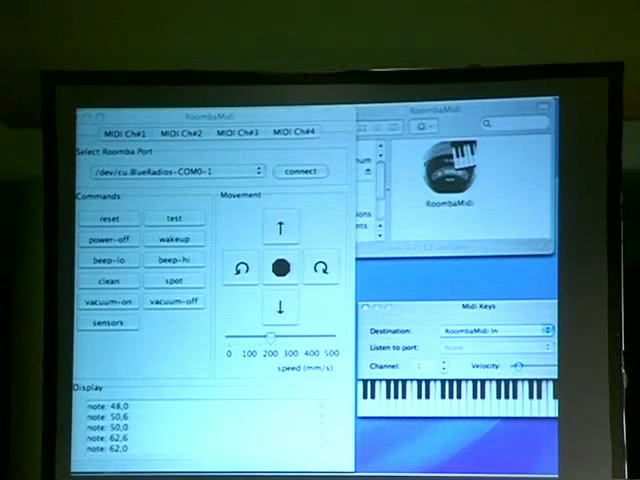 RoombaMidi
MIDI Ch#1 MIDI Ch#2 MIDI Ch#3 MIDI Ch#4
Select Roomba Port
/dev/cu.BlueRadios-COM0-1 connect
Commands
reset test
power-off wakeup
beep-lo beep-hi
clean spot
vacuum-on vacuum-off
sensors
Movement
0 100 200 300 400 500
speed (mm/s)
Display
note: 48,0
note: 50,6
note: 50,0
note: 62,6
note: 62,0
RoombaMidi
RoombaMidi
Midi Keys
Destination: RoombaMidi In
Listen to port: None
Channel: Velocity: